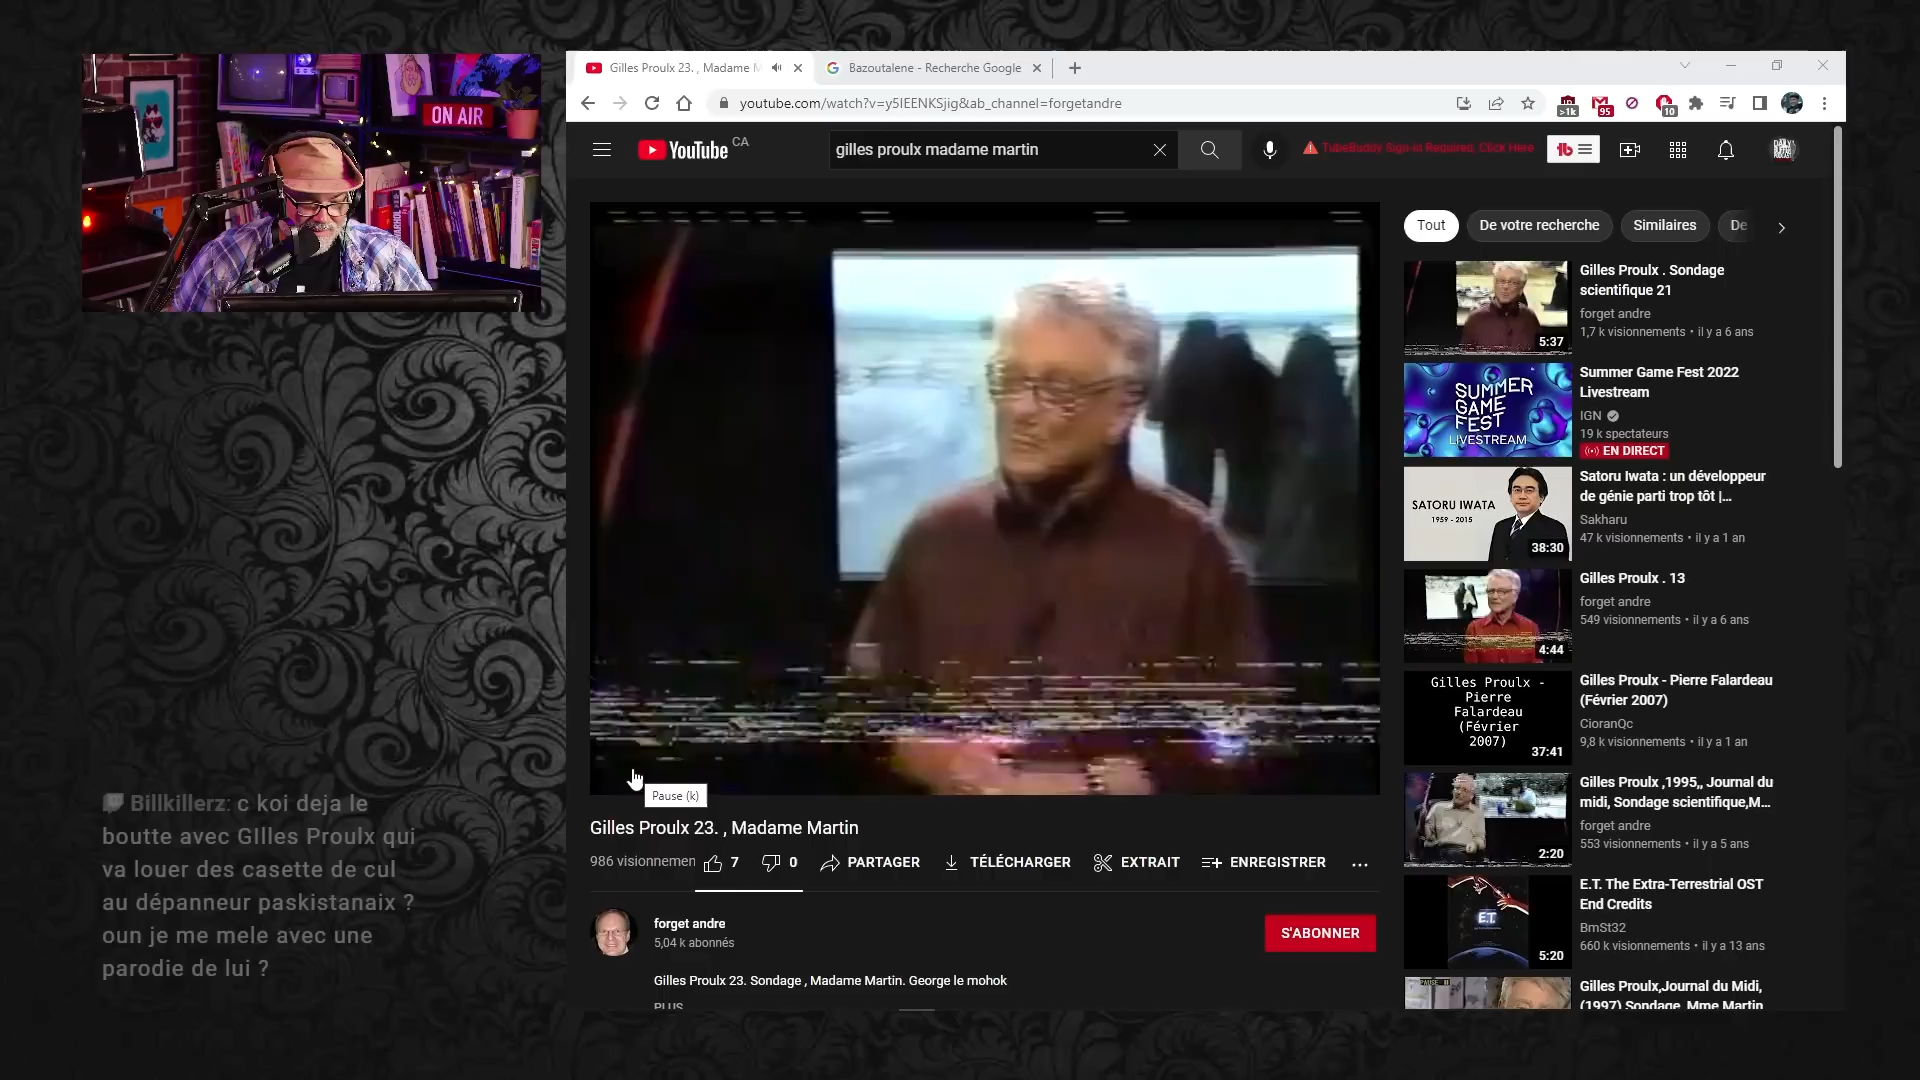 ON AIR
Gilles Proulx 23. , Madame M
Bazoutalene - Recherche Google
youtube.com/watch?v=y5IEENKSjig&ab_channel=forgetandre
>1k
95
10
YouTube CA
gilles proulx madame martin
TubeBuddy Sign-in Required, Click Here
tb
Pause (k)
Gilles Proulx 23. , Madame Martin
986 visionnemen
7
0
PARTAGER
TÉLÉCHARGER
EXTRAIT
ENREGISTRER
forget andre
5,04 k abonnés
S'ABONNER
Gilles Proulx 23. Sondage , Madame Martin. George le mohok
PLUS
Tout
De votre recherche
Similaires
De
Gilles Proulx . Sondage
scientifique 21
forget andre
1,7 k visionnements • il y a 6 ans
5:37
SUMMER
GAME
FEST
LIVESTREAM
Summer Game Fest 2022
Livestream
IGN
19 k spectateurs
EN DIRECT
SATORU IWATA
1959 - 2015
38:30
Satoru Iwata : un développeur
de génie parti trop tôt |...
Sakharu
47 k visionnements • il y a 1 an
4:44
Gilles Proulx . 13
forget andre
549 visionnements • il y a 6 ans
Gilles Proulx -
Pierre
Falardeau
(Février
2007)
37:41
Gilles Proulx - Pierre Falardeau
(Février 2007)
CioranQc
9,8 k visionnements • il y a 1 an
2:20
Gilles Proulx ,1995,, Journal du
midi, Sondage scientifique,M...
forget andre
553 visionnements • il y a 5 ans
E.T.
5:20
E.T. The Extra-Terrestrial OST
End Credits
BmSt32
660 k visionnements • il y a 13 ans
Gilles Proulx,Journal du Midi,
(1997) Sondage, Mme Martin
Billkillerz: c koi deja le
boutte avec GIlles Proulx qui
va louer des casette de cul
au dépanneur paskistanaix ?
oun je me mele avec une
parodie de lui ?